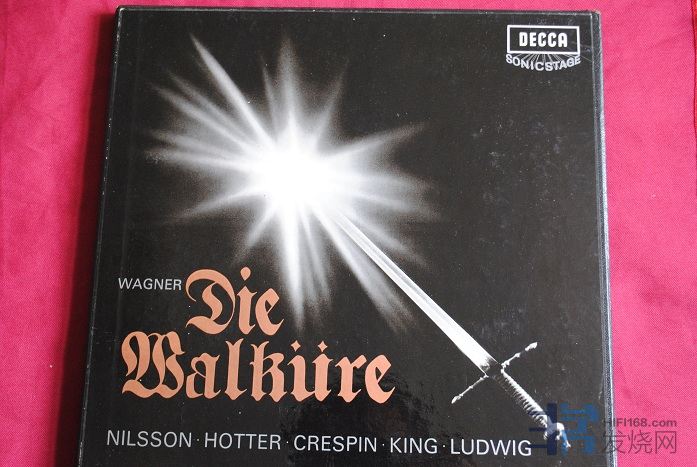 DECCA
SONICSTAGE
WAGNER
Die
Walküre
NILSSON · HOTTER · CRESPIN · KING · LUDWIG
HIFI168.com
发烧网